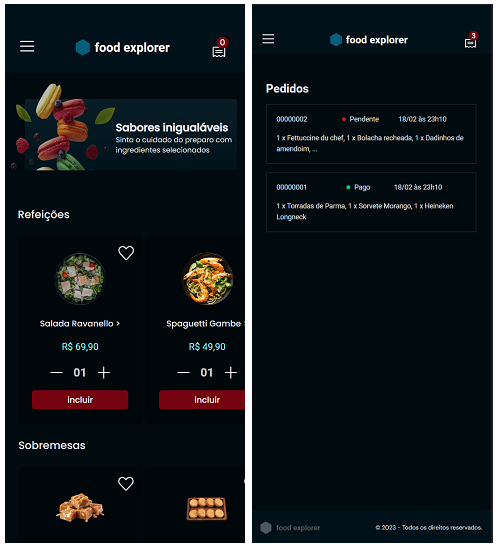 food explorer
0
Sabores inigualáveis
Sinta o cuidado do preparo com
ingredientes selecionados
Refeições
Salada Ravanello >
R$ 69,90
01
incluir
Spaguetti Gambe >
R$ 49,90
01
incluir
Sobremesas
food explorer
3
Pedidos
00000002
Pendente
18/02 às 23h10
1 x Fettuccine du chef, 1 x Bolacha recheada, 1 x Dadinhos de
amendoim, ...
00000001
Pago
18/02 às 23h10
1 x Torradas de Parma, 1 x Sorvete Morango, 1 x Heineken
Longneck
food explorer
© 2023 - Todos os direitos reservados.